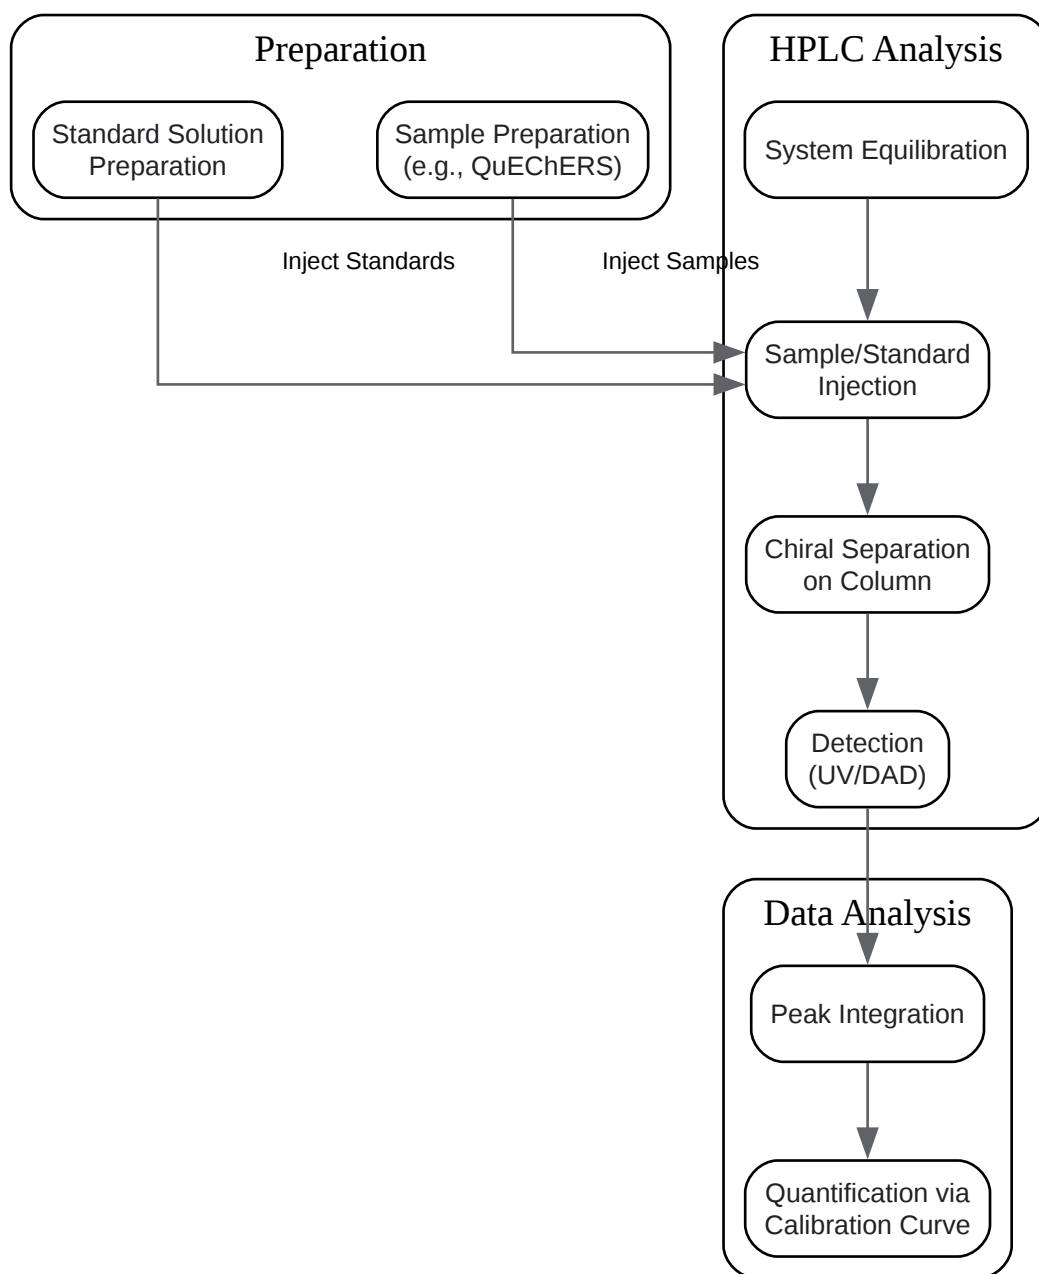 Preparation
Standard Solution
Preparation
Sample Preparation
(e.g., QuEChERS)
Inject Standards
Inject Samples
HPLC Analysis
System Equilibration
Sample/Standard
Injection
Chiral Separation
on Column
Detection
(UV/DAD)
Data Analysis
Peak Integration
Quantification via
Calibration Curve